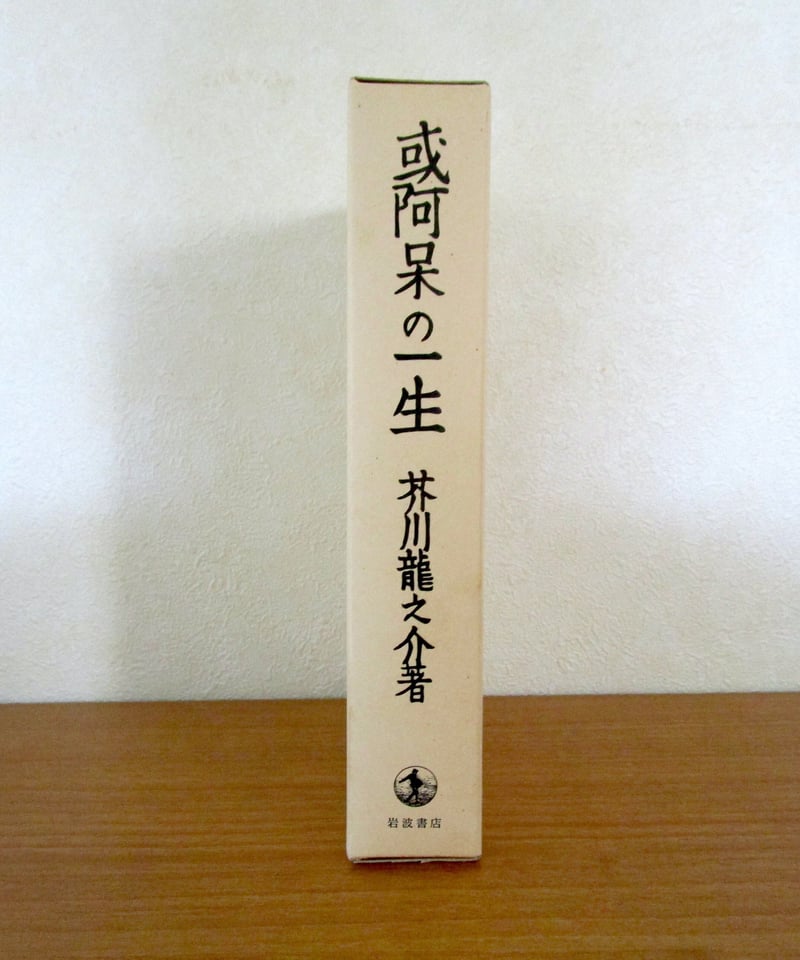 或阿呆の一生
芥川龍之介著
岩波書店